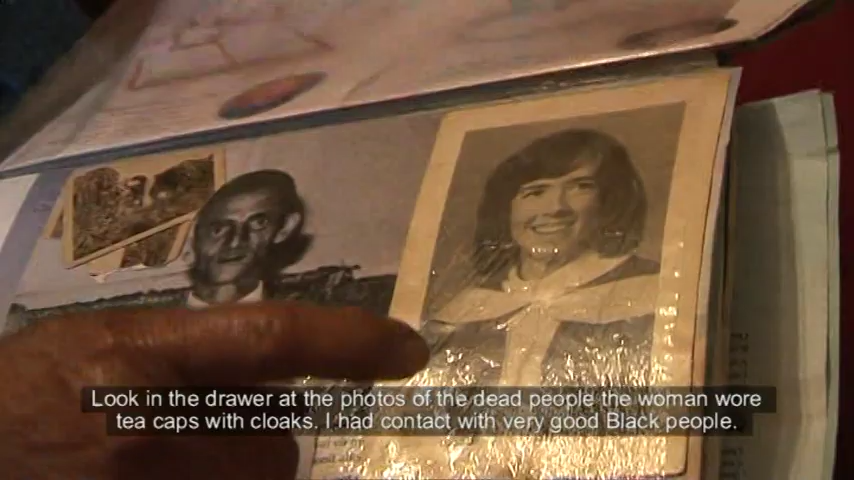 Look in the drawer at the photos of the dead people the woman wore
tea caps with cloaks. I had contact with very good Black people.